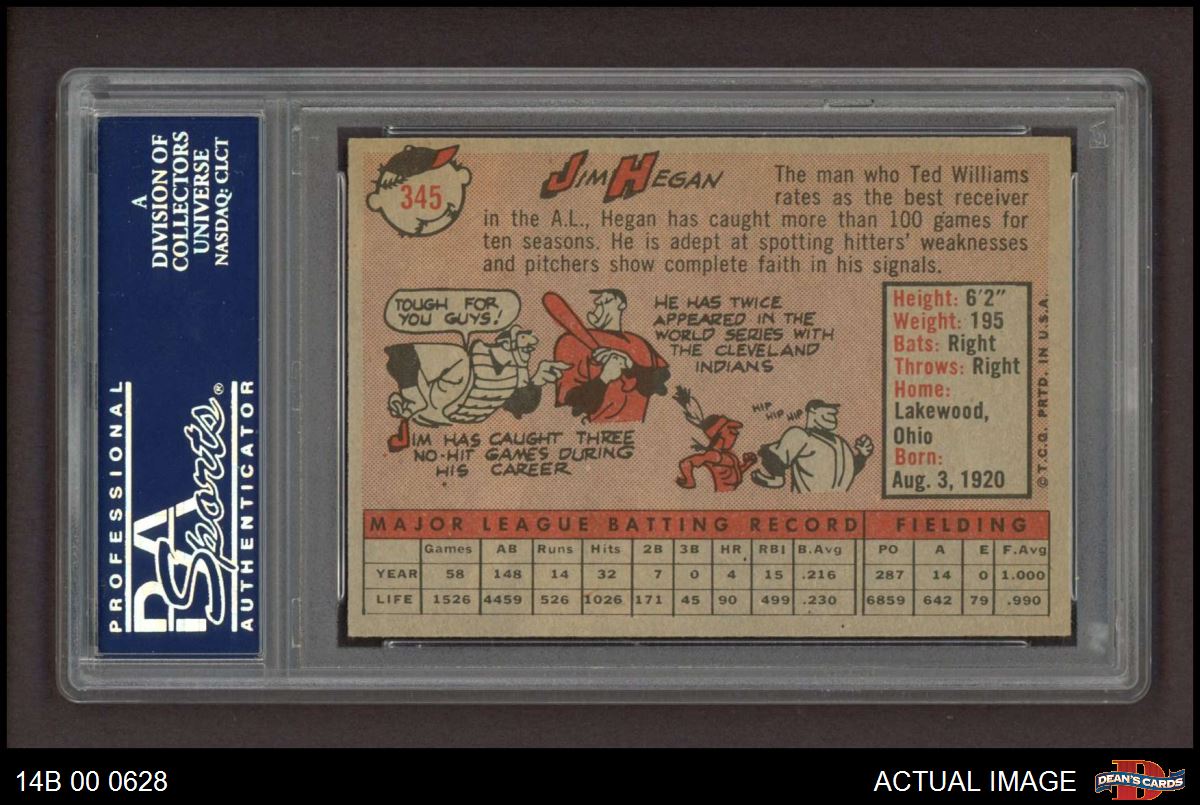 A
DIVISION OF
COLLECTORS
UNIVERSE
NASDAQ: CLCT
PROFESSIONAL
PSA
Sports®
AUTHENTICATOR
345
JIM HEGAN
The man who Ted Williams
rates as the best receiver
in the A.L., Hegan has caught more than 100 games for
ten seasons. He is adept at spotting hitters' weaknesses
and pitchers show complete faith in his signals.
TOUGH FOR
YOU GUYS!
JIM HAS CAUGHT THREE
NO-HIT GAMES DURING
HIS CAREER
HE HAS TWICE
APPEARED IN THE
WORLD SERIES WITH
THE CLEVELAND
INDIANS
HIP HIP HIP
Height: 6'2"
Weight: 195
Bats: Right
Throws: Right
Home:
Lakewood,
Ohio
Born:
Aug. 3, 1920
© T.C.G. PRTD. IN U.S.A.
MAJOR LEAGUE BATTING RECORD FIELDING
Games AB Runs Hits 2B 3B HR RBI B.Avg PO A E F.Avg
YEAR 58 148 14 32 7 0 4 15 .216 287 14 0 1.000
LIFE 1526 4459 526 1026 171 45 90 499 .230 6859 642 79 .990
14B 00 0628
ACTUAL IMAGE
DEAN'S CARDS